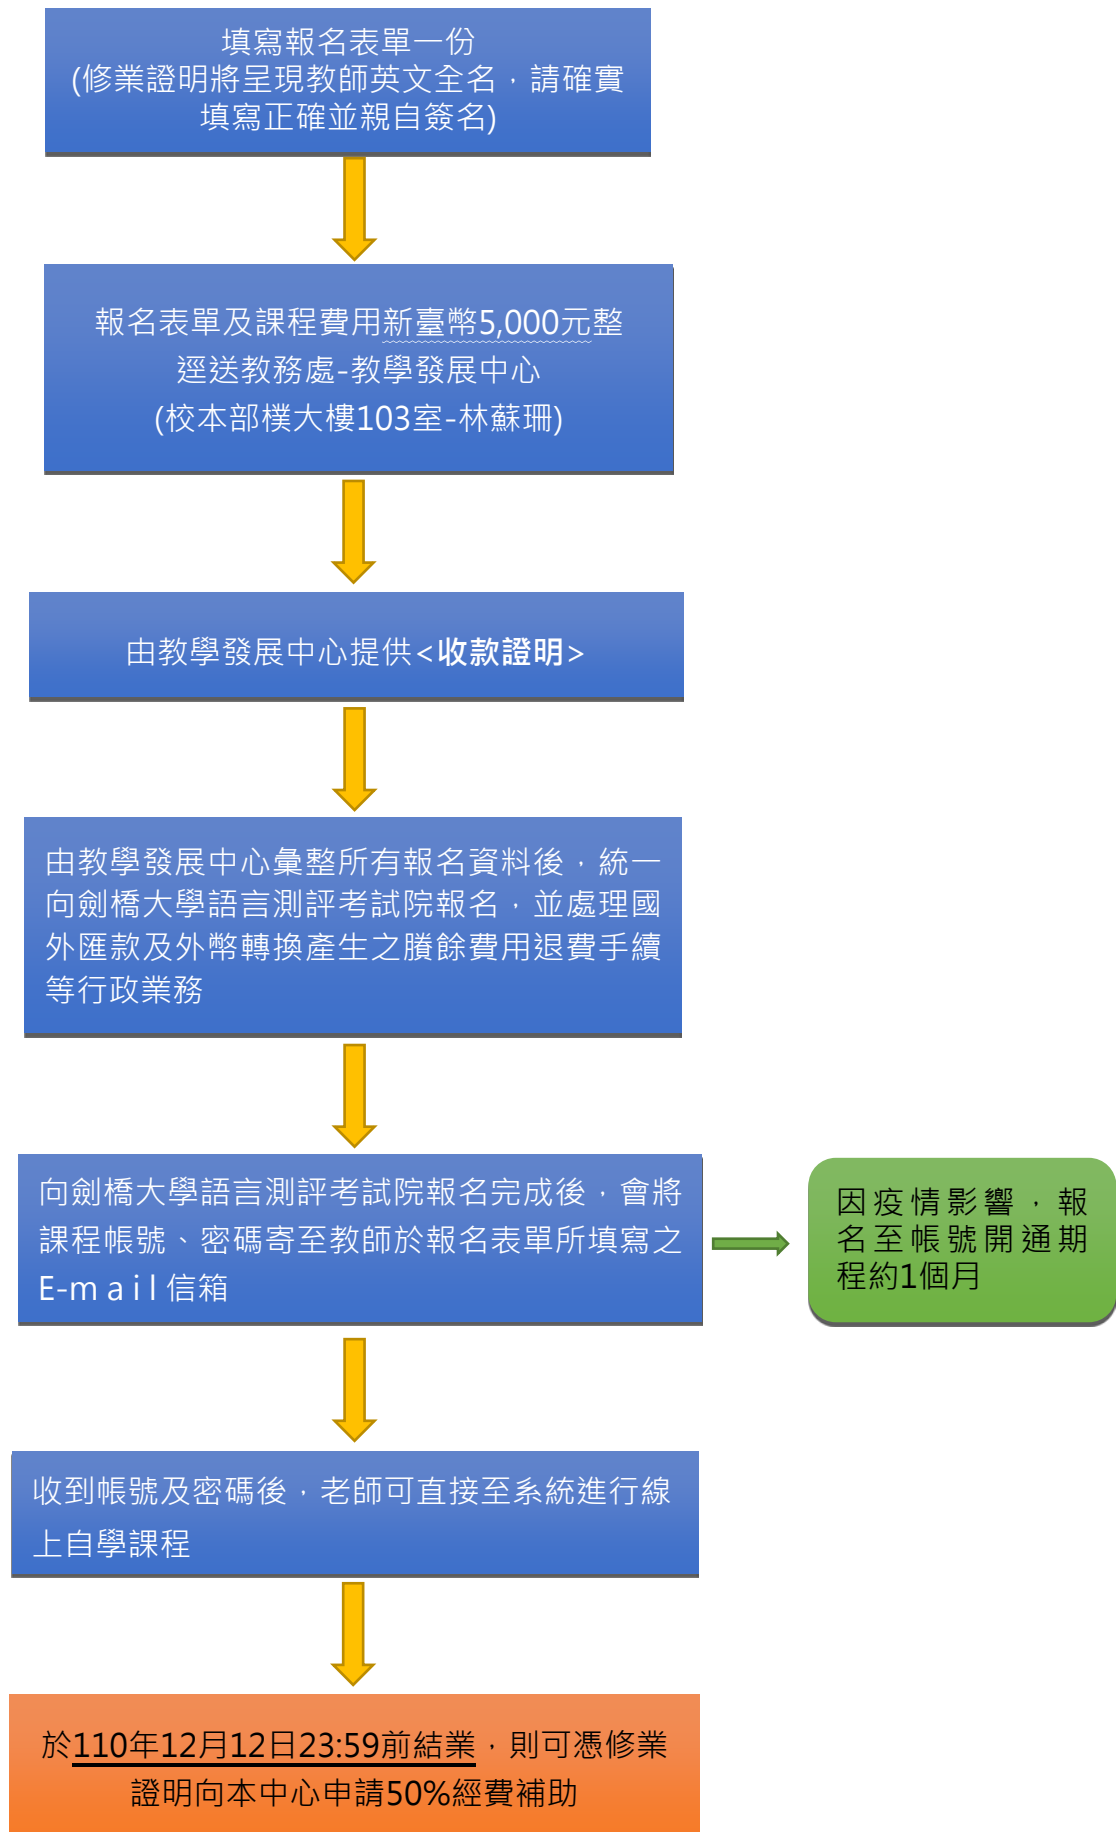 填寫報名表單一份
(修業證明將呈現教師英文全名，請確實
填寫正確並親自簽名)
報名表單及課程費用新臺幣5,000元整
逕送教務處-教學發展中心
(校本部樸大樓103室-林蘇珊)
由教學發展中心提供<收款證明>
由教學發展中心彙整所有報名資料後，統一
向劍橋大學語言測評考試院報名，並處理國
外匯款及外幣轉換產生之賸餘費用退費手續
等行政業務
向劍橋大學語言測評考試院報名完成後，會將
課程帳號、密碼寄至教師於報名表單所填寫之
E-mail信箱
因疫情影響，報
名至帳號開通期
程約1個月
收到帳號及密碼後，老師可直接至系統進行線
上自學課程
於110年12月12日23:59前結業，則可憑修業
證明向本中心申請50%經費補助